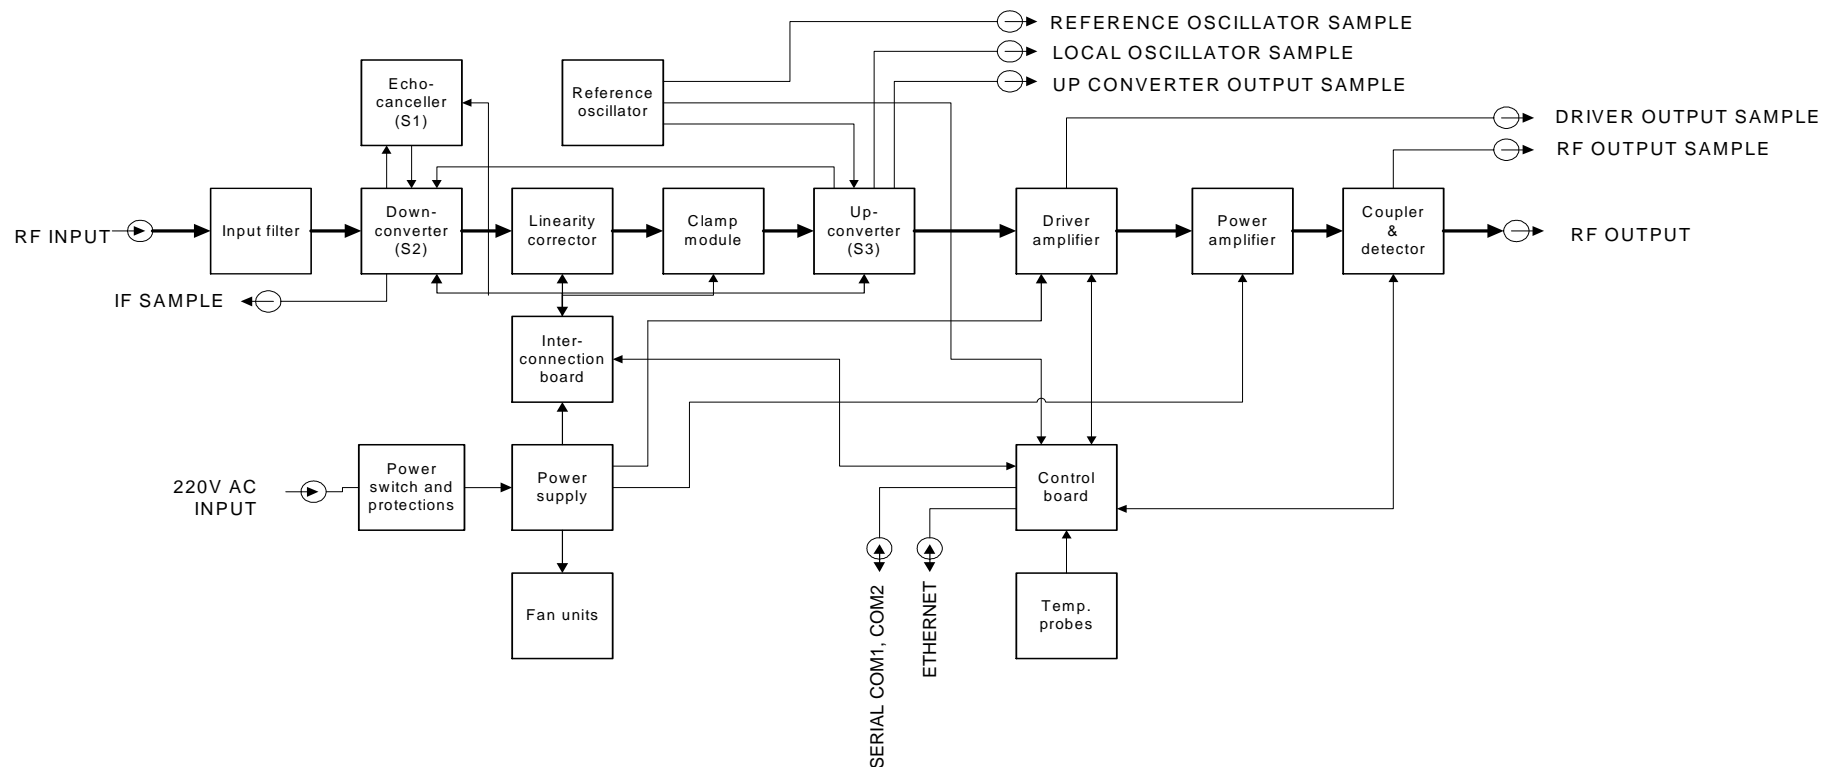 REFERENCE OSCILLATOR SAMPLE
LOCAL OSCILLATOR SAMPLE
UP CONVERTER OUTPUT SAMPLE
Echo-
canceller
(S1)
Reference
oscillator
DRIVER OUTPUT SAMPLE
RF OUTPUT SAMPLE
RF INPUT
Input filter
Down-
converter
(S2)
Linearity
corrector
Clamp
module
Up-
converter
(S3)
Driver
amplifier
Power
amplifier
Coupler
&
detector
RF OUTPUT
IF SAMPLE
Inter-
connection
board
220V AC
INPUT
Power
switch and
protections
Power
supply
Control
board
Fan units
SERIAL COM1, COM2
ETHERNET
Temp.
probes